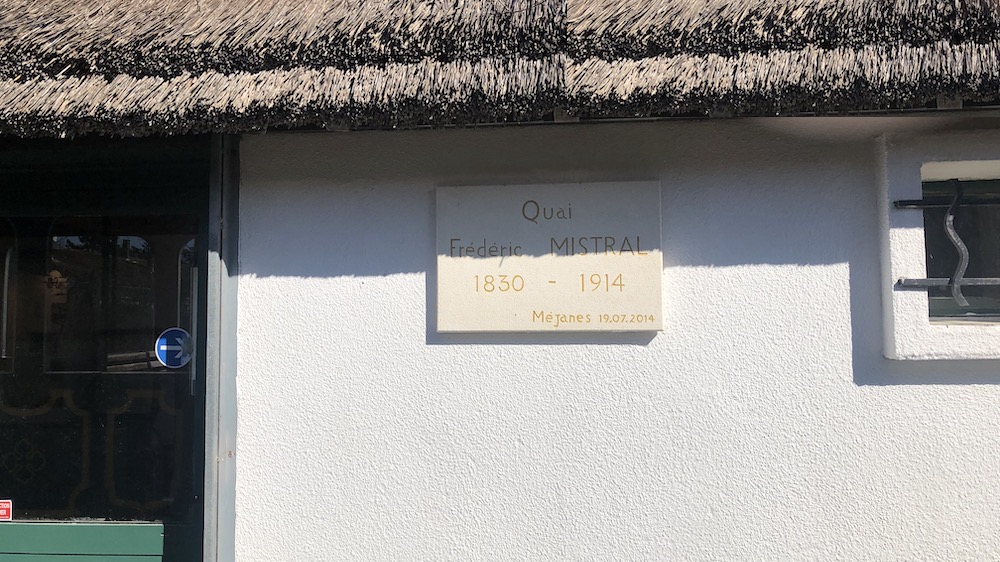 Quai
Frédéric MISTRAL
1830 - 1914
Méjanes 19.07.2014